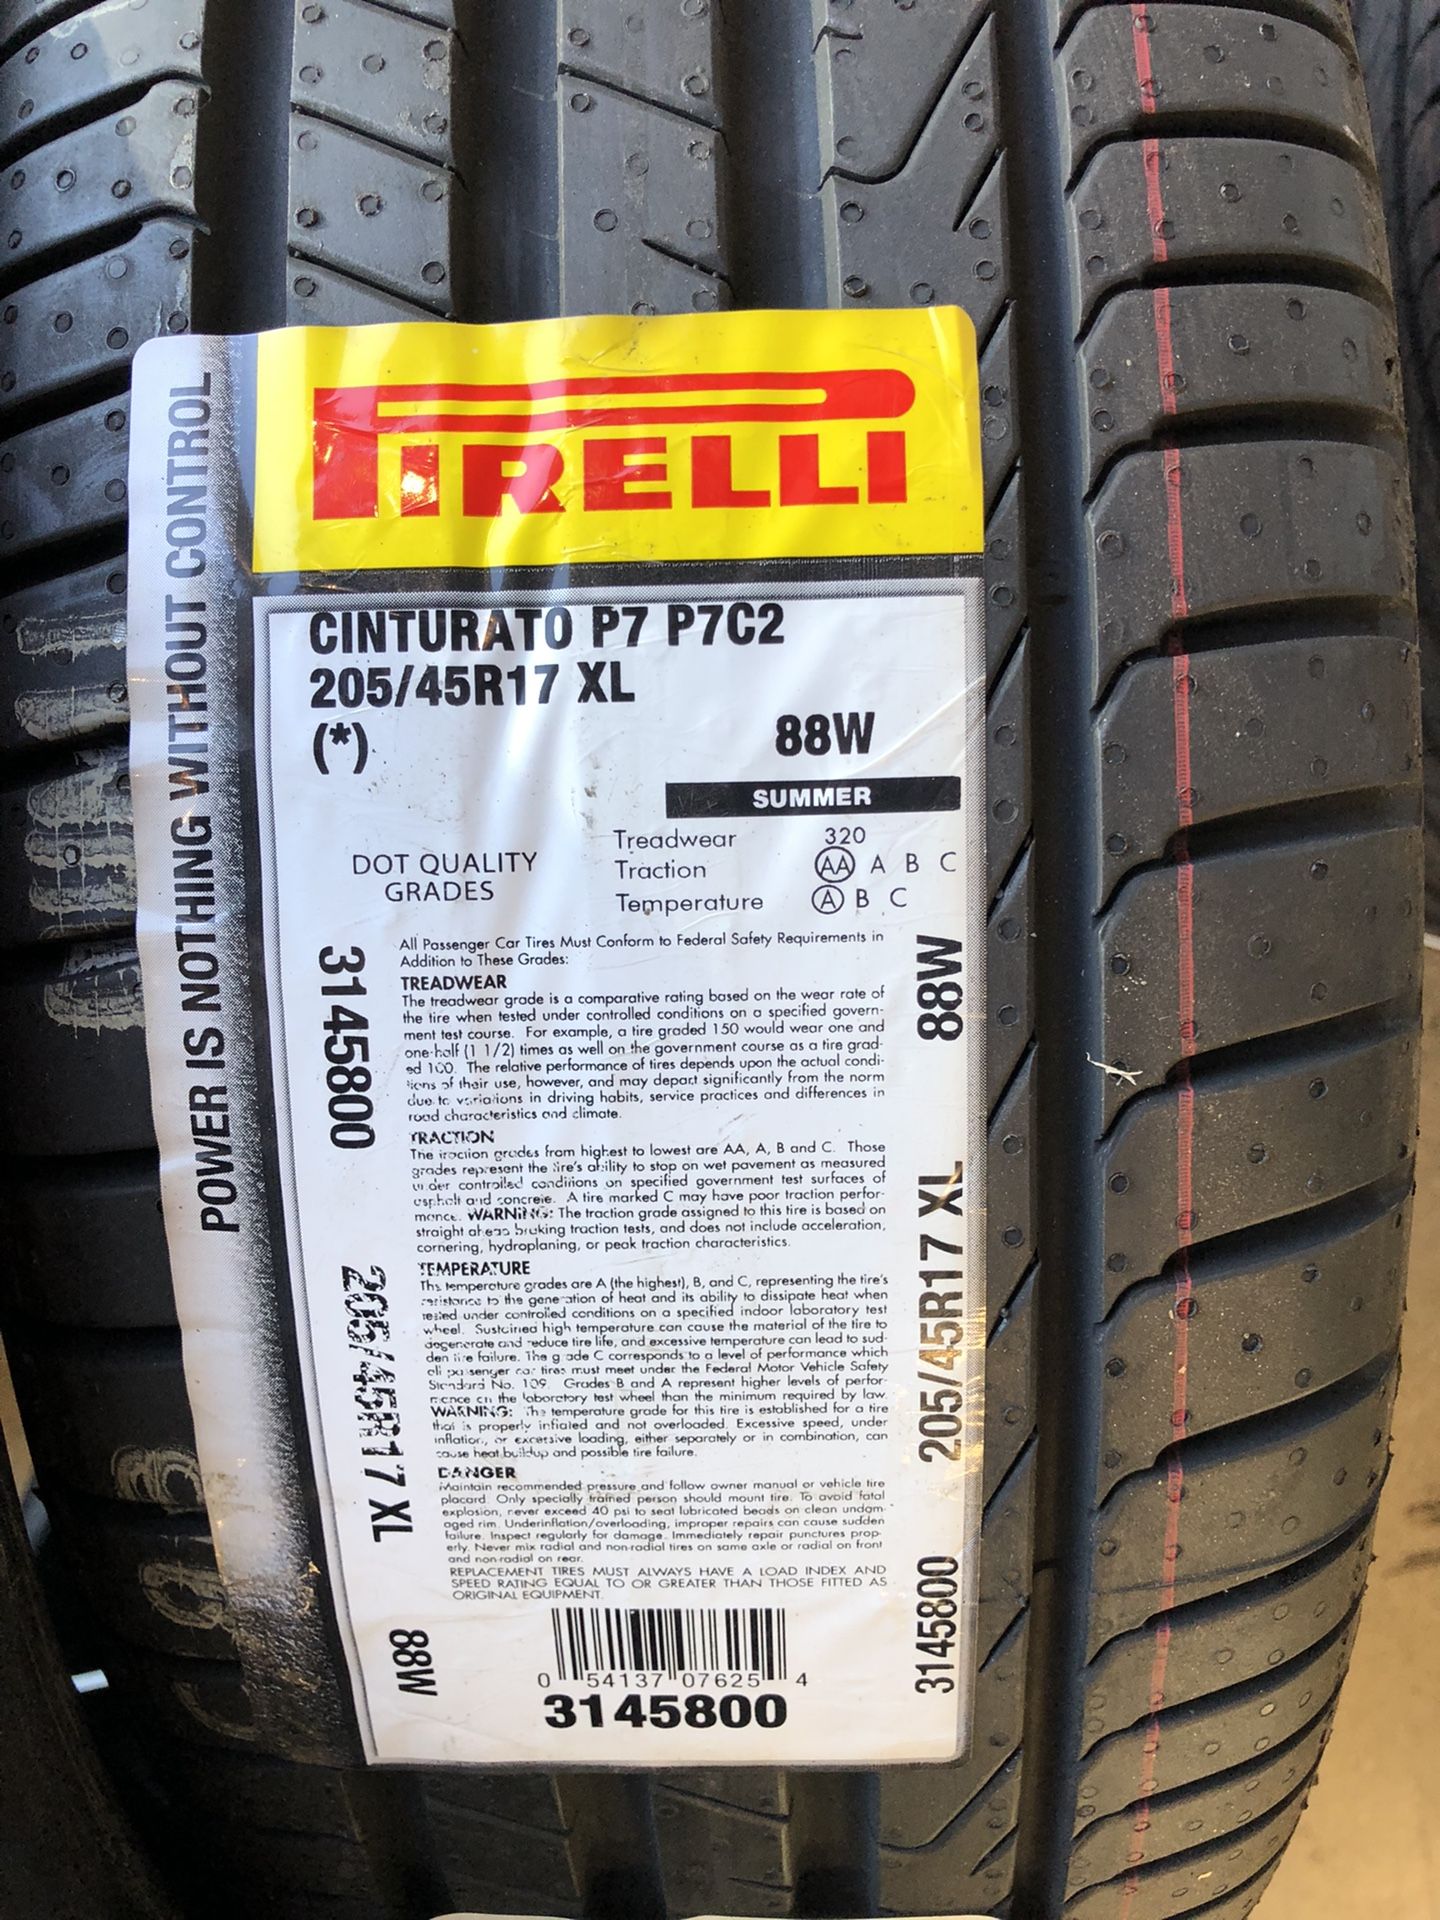 PIRELLI
POWER IS NOTHING WITHOUT CONTROL
CINTURATO P7 P7C2
205/45R17 XL
(*)
88W
SUMMER
DOT QUALITY
GRADES
Treadwear 320
Traction AA A B C
Temperature A B C
All Passenger Car Tires Must Conform to Federal Safety Requirements in
Addition to These Grades:
TREADWEAR
The treadwear grade is a comparative rating based on the wear rate of
the tire when tested under controlled conditions on a specified govern-
ment test course. For example, a tire graded 150 would wear one and
one-half (1 1/2) times as well on the government course as a tire grad-
ed 100. The relative performance of tires depends upon the actual condi-
tions of their use, however, and may depart significantly from the norm
due to variations in driving habits, service practices and differences in
road characteristics and climate.
TRACTION
The traction grades from highest to lowest are AA, A, B and C. Those
grades represent the tire's ability to stop on wet pavement as measured
under controlled conditions on specified government test surfaces of
asphalt and concrete. A tire marked C may have poor traction perfor-
mance. WARNING: The traction grade assigned to this tire is based on
straight ahead braking traction tests, and does not include acceleration,
cornering, hydroplaning, or peak traction characteristics.
TEMPERATURE
The temperature grades are A (the highest), B, and C, representing the tire's
resistance to the generation of heat and its ability to dissipate heat when
tested under controlled conditions on a specified indoor laboratory test
wheel. Sustained high temperature can cause the material of the tire to
degenerate and reduce tire life, and excessive temperature can lead to sud-
den tire failure. The grade C corresponds to a level of performance which
all passenger car tires must meet under the Federal Motor Vehicle Safety
Standard No. 109. Grades B and A represent higher levels of perfor-
mance on the laboratory test wheel than the minimum required by law.
WARNING: The temperature grade for this tire is established for a tire
that is properly inflated and not overloaded. Excessive speed, under
inflation, or excessive loading, either separately or in combination, can
cause heat buildup and possible tire failure.
DANGER
Maintain recommended pressure and follow owner manual or vehicle tire
placard. Only specially trained person should mount tire. To avoid fatal
explosion, never exceed 40 psi to seat lubricated beads on clean undam-
aged rim. Underinflation/overloading, improper repairs can cause sudden
failure. Inspect regularly for damage. Immediately repair punctures prop-
erly. Never mix radial and non-radial tires on same axle or radial on front
and non-radial on rear.
REPLACEMENT TIRES MUST ALWAYS HAVE A LOAD INDEX AND
SPEED RATING EQUAL TO OR GREATER THAN THOSE FITTED AS
ORIGINAL EQUIPMENT.
0 54137 07625 4
3145800
3145800 205/45R17 XL 88W
3145800 205/45R17 XL 88W